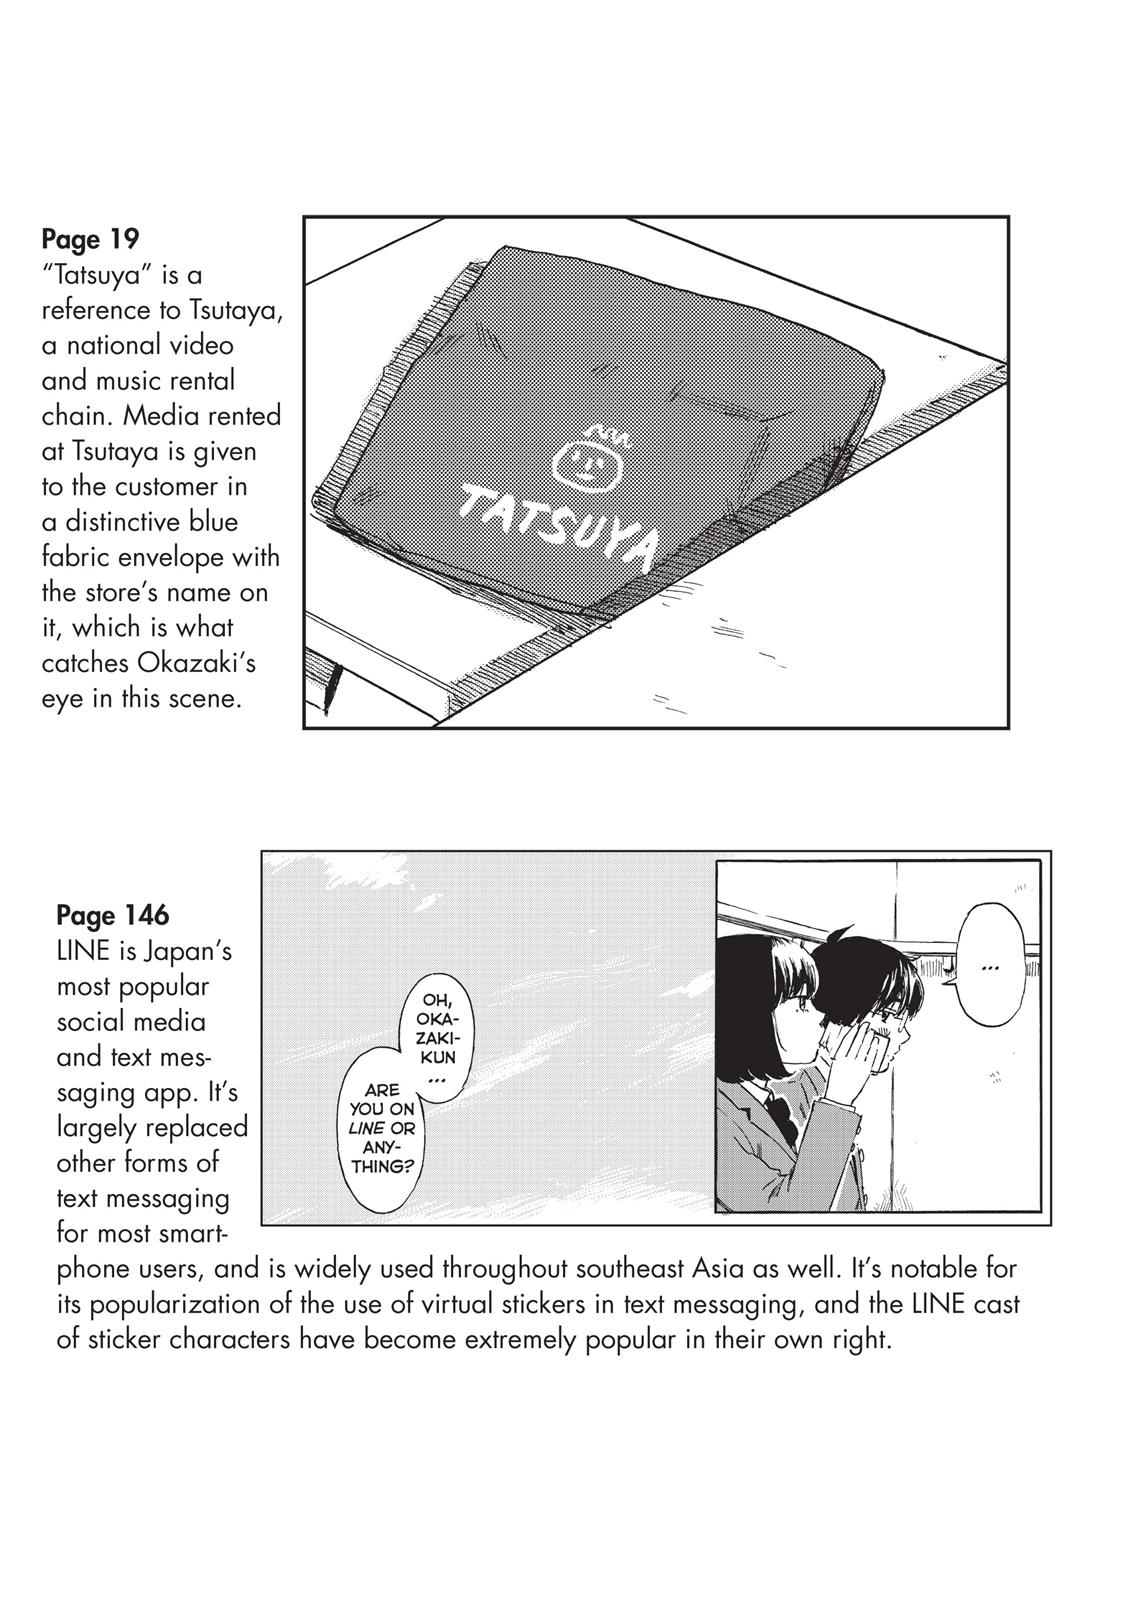 Page 19
“Tatsuya” is a
reference to Tsutaya,
a national video
and music rental
chain. Media rented
at Tsutaya is given
to the customer in
a distinctive blue
fabric envelope with
the store’s name on
it, which is what
catches Okazaki’s
eye in this scene.
TATSUYA
Page 146
LINE is Japan’s
most popular
social media
and text mes-
saging app. It’s
largely replaced
other forms of
text messaging
for most smart-
phone users, and is widely used throughout southeast Asia as well. It’s notable for
its popularization of the use of virtual stickers in text messaging, and the LINE cast
of sticker characters have become extremely popular in their own right.
...
OH,
OKA-
ZAKI-
KUN
...
ARE
YOU ON
LINE OR
ANY-
THING?